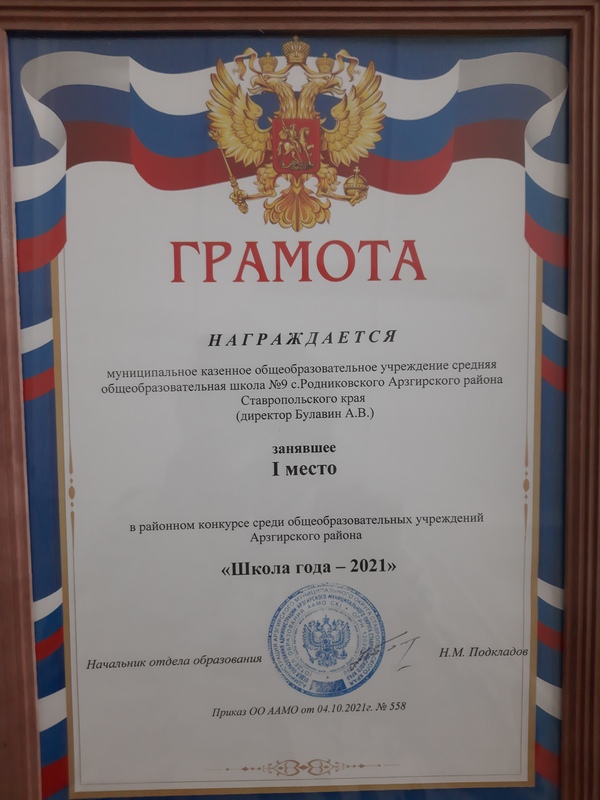 ГРАМОТА
НАГРАЖДАЕТСЯ
муниципальное казенное общеобразовательное учреждение средняя
общеобразовательная школа №9 с.Родниковского Арзгирского района
Ставропольского края
(директор Булавин А.В.)
занявшее
I место
в районном конкурсе среди общеобразовательных учреждений
Арзгирского района
«Школа года – 2021»
Начальник отдела образования
Н.М. Подкладов
Приказ ОО ААМО от 04.10.2021г. № 558